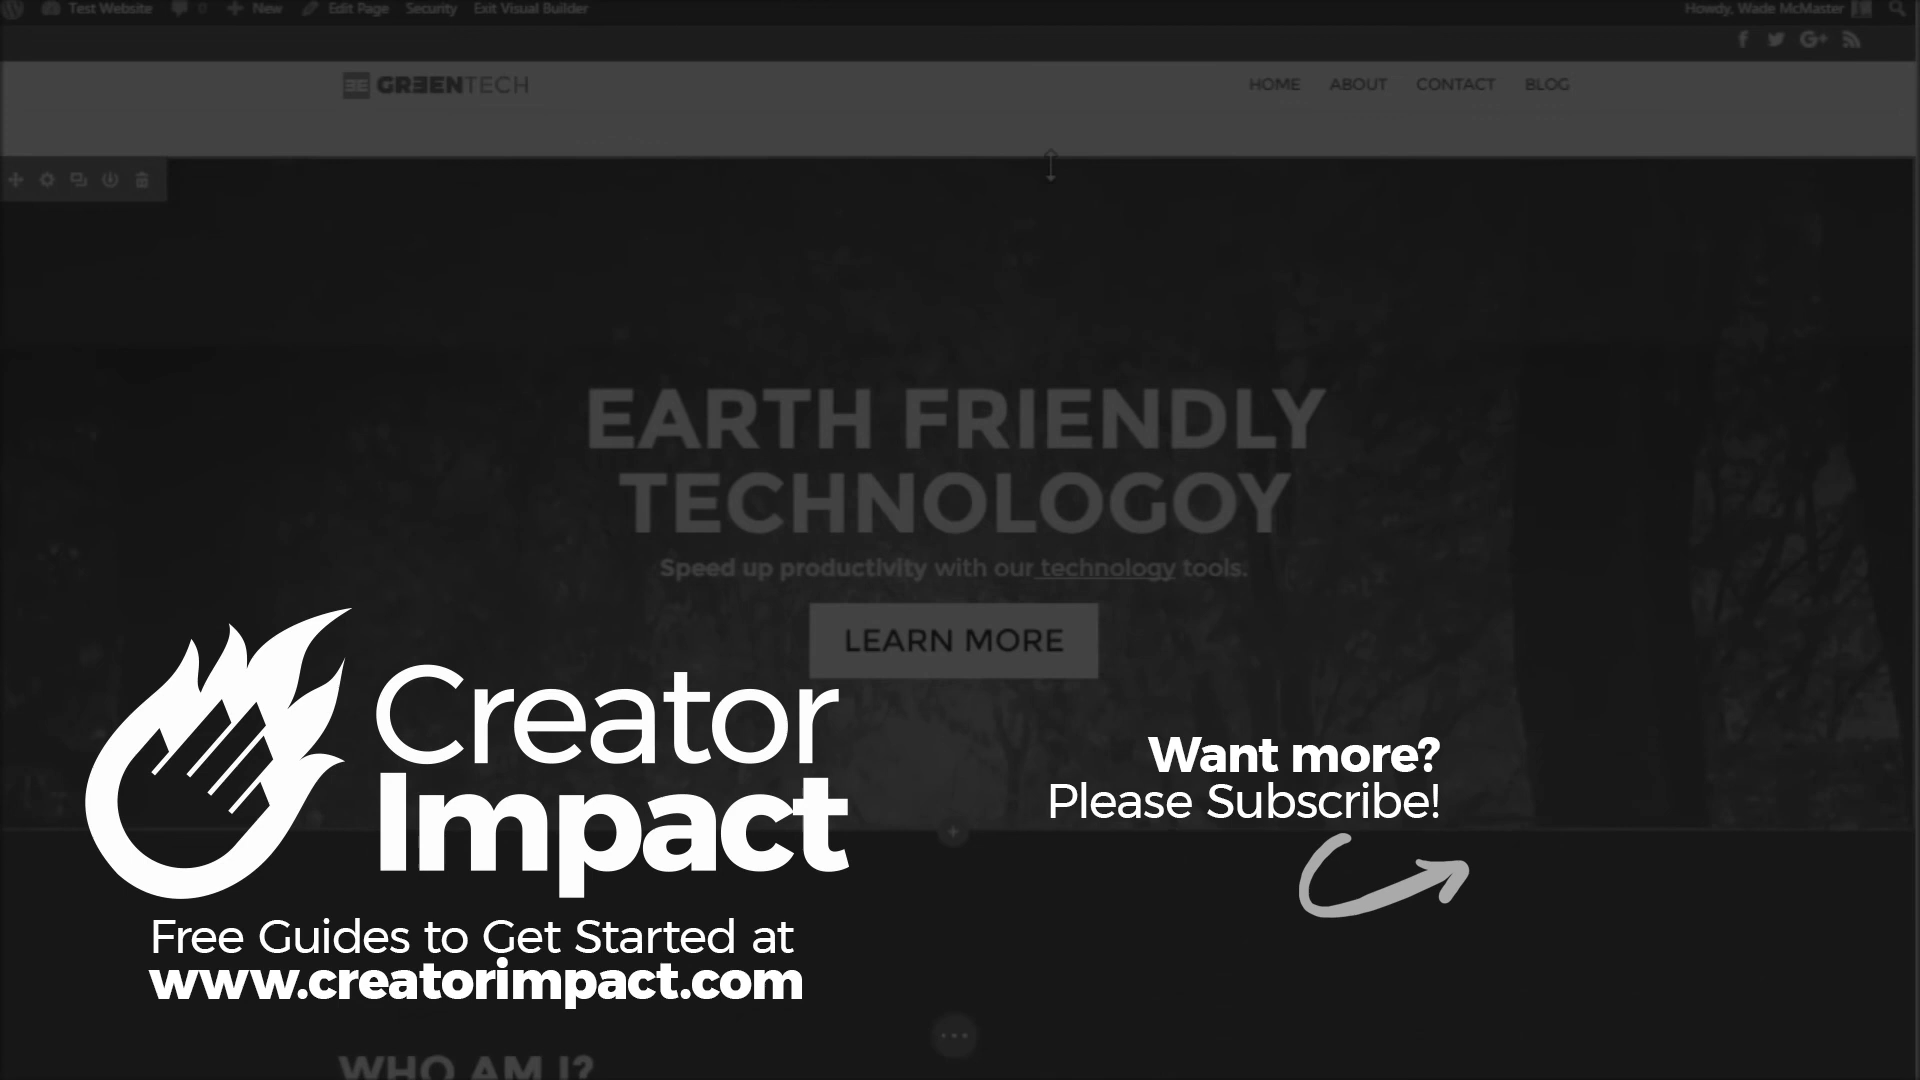 Test Website 0 New Edit Page Security Exit Visual Builder Howdy, Wade McMaster
GREENTECH HOME ABOUT CONTACT BLOG
EARTH FRIENDLY
TECHNOLOGOY
Speed up productivity with our technology tools.
LEARN MORE
Creator
Impact
Free Guides to Get Started at
www.creatorimpact.com
Want more?
Please Subscribe!
WHO AM I?